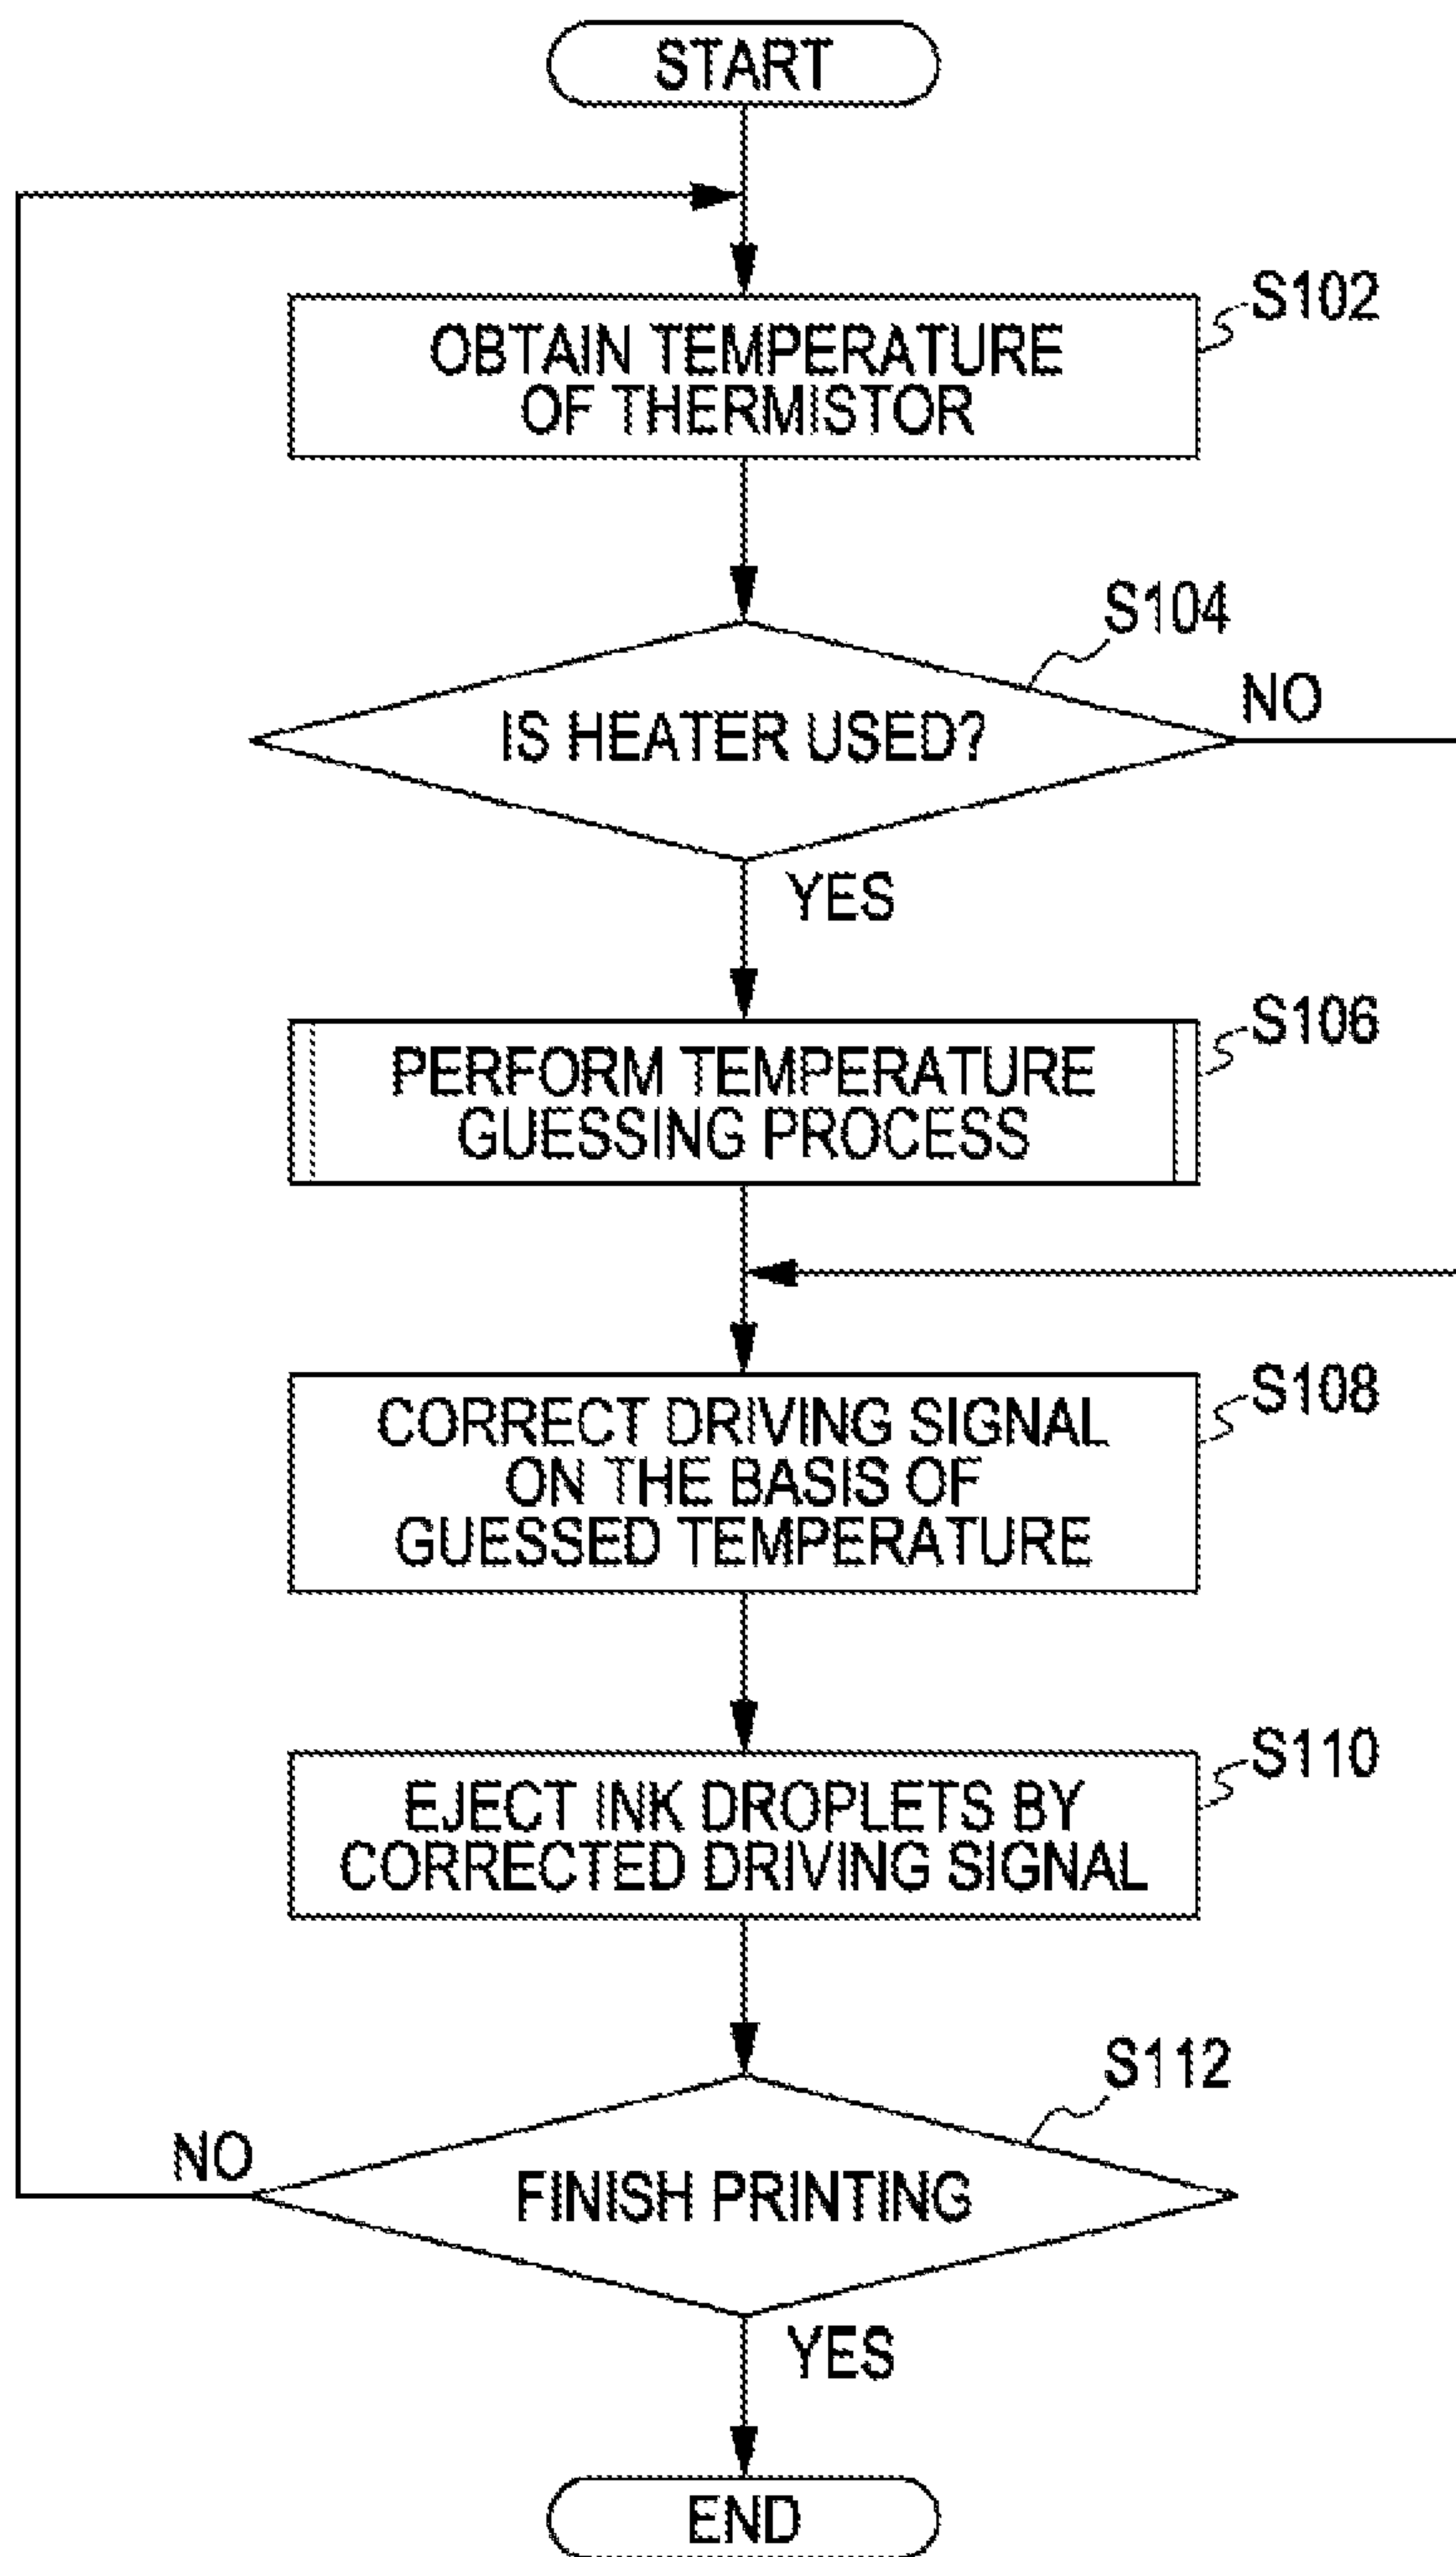 START
S102
OBTAIN TEMPERATURE
OF THERMISTOR
S104
IS HEATER USED?
NO
YES
S106
PERFORM TEMPERATURE
GUESSING PROCESS
S108
CORRECT DRIVING SIGNAL
ON THE BASIS OF
GUESSED TEMPERATURE
S110
EJECT INK DROPLETS BY
CORRECTED DRIVING SIGNAL
S112
NO
FINISH PRINTING
YES
END